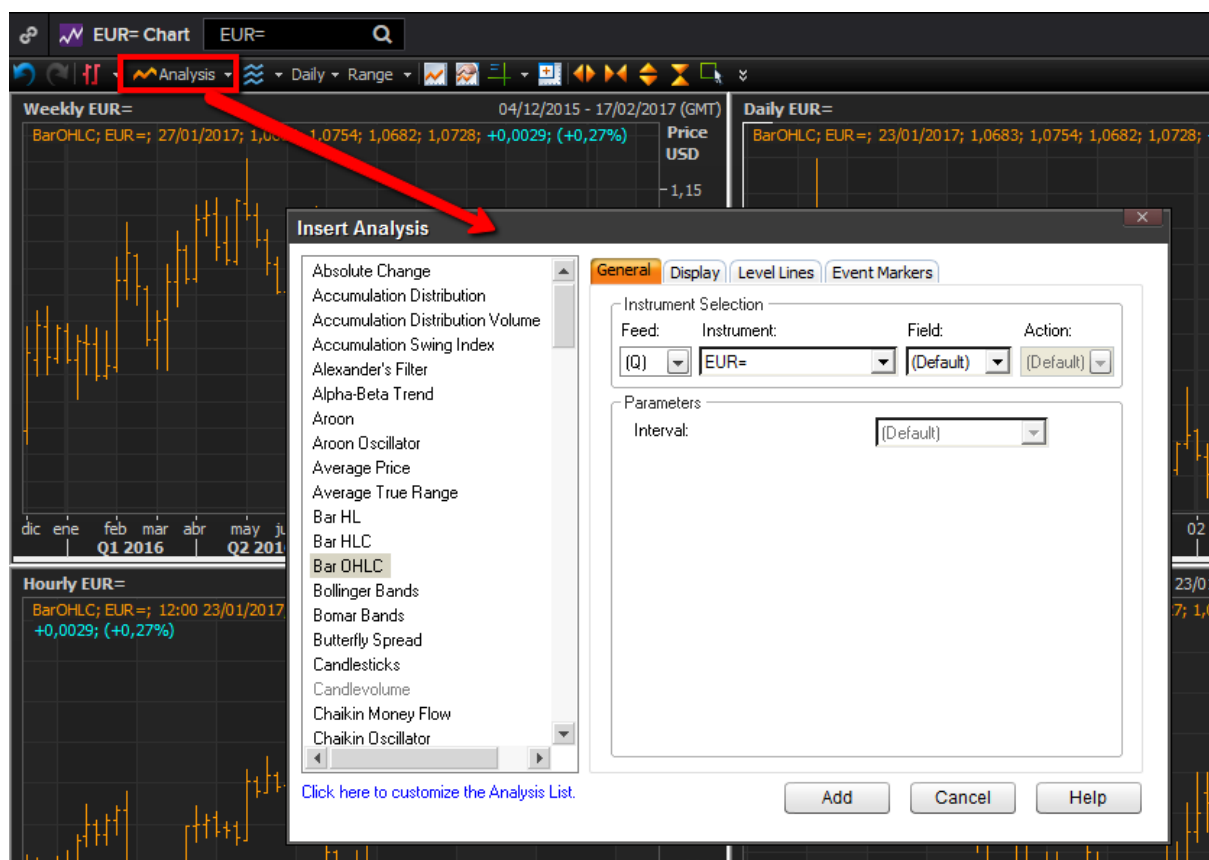 EUR= Chart EUR=
Analysis Daily Range
Weekly EUR= 04/12/2015 - 17/02/2017 (GMT)
BarOHLC; EUR=; 27/01/2017; 1,0754; 1,0682; 1,0728; +0,0029; (+0,27%)
Price
USD
1,15
Daily EUR=
BarOHLC; EUR=; 23/01/2017; 1,0683; 1,0754; 1,0682; 1,0728;
Insert Analysis
Absolute Change
Accumulation Distribution
Accumulation Distribution Volume
Accumulation Swing Index
Alexander's Filter
Alpha-Beta Trend
Aroon
Aroon Oscillator
Average Price
Average True Range
Bar HL
Bar HLC
Bar OHLC
Bollinger Bands
Bomar Bands
Butterfly Spread
Candlesticks
Candlevolume
Chaikin Money Flow
Chaikin Oscillator
Click here to customize the Analysis List.
General Display Level Lines Event Markers
Instrument Selection
Feed: Instrument: Field: Action:
(Q) EUR= (Default) (Default)
Parameters
Interval: (Default)
Add Cancel Help
dic ene feb mar abr may
Q1 2016 Q2 201
02
Hourly EUR=
BarOHLC; EUR=; 12:00 23/01/2017
+0,0029; (+0,27%)
23/0